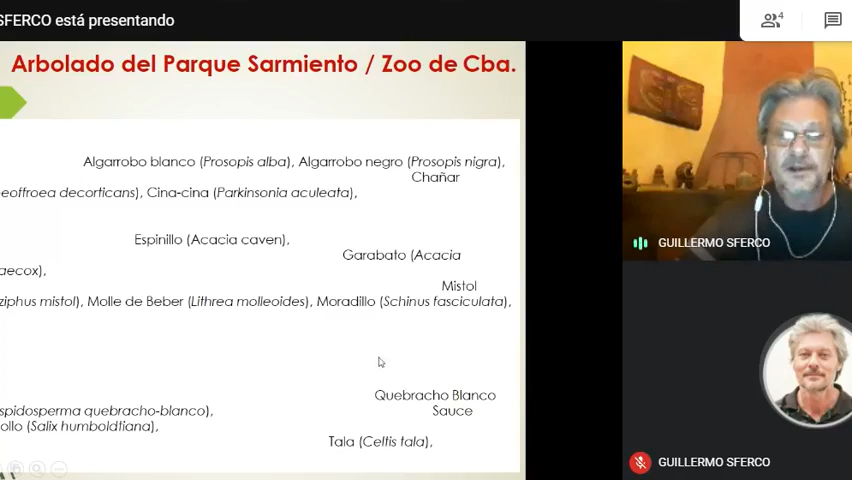 SFERCO está presentando
4
Arbolado del Parque Sarmiento / Zoo de Cba.
Algarrobo blanco (Prosopis alba), Algarrobo negro (Prosopis nigra),
Chañar
eoffroea decorticans), Cina-cina (Parkinsonia aculeata),
Espinillo (Acacia caven),
Garabato (Acacia
aecox),
Mistol
ziphus mistol), Molle de Beber (Lithrea molleoides), Moradillo (Schinus fasciculata),
Quebracho Blanco
spidosperma quebracho-blanco),
Sauce
ollo (Salix humboldtiana),
Tala (Celtis tala),
GUILLERMO SFERCO
GUILLERMO SFERCO